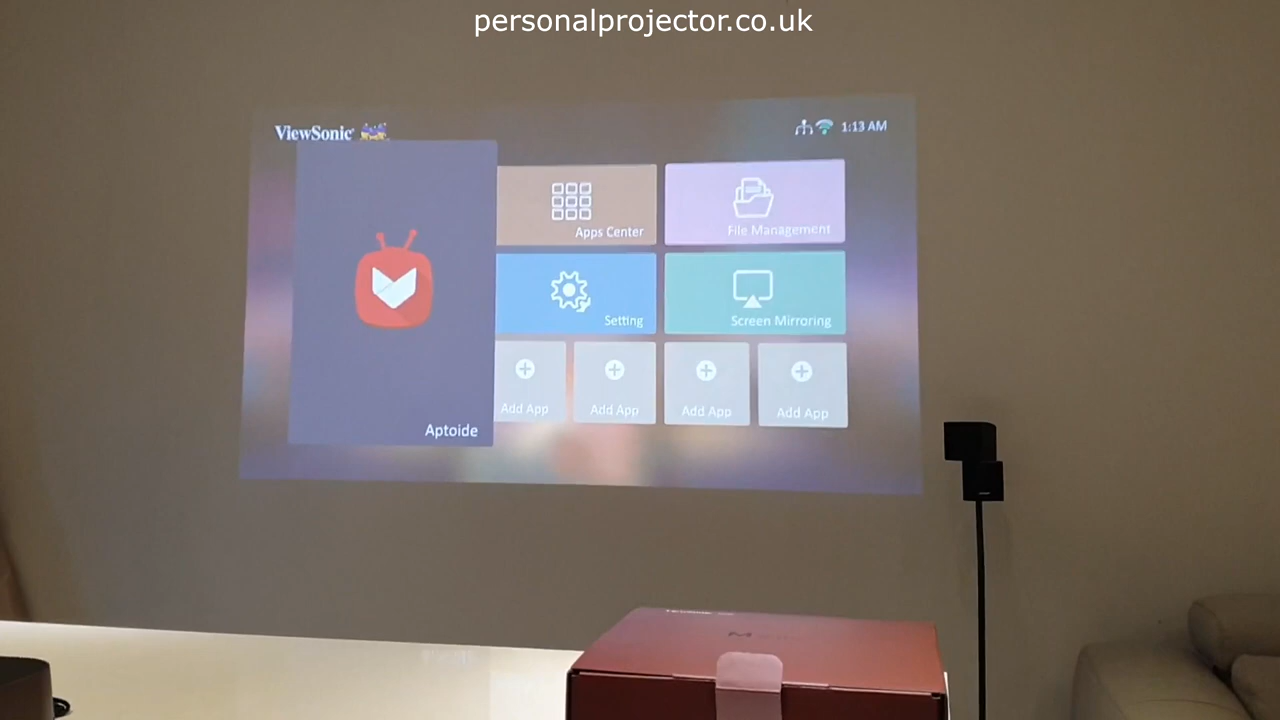 personalprojector.co.uk
ViewSonic
1:13 AM
Apps Center
File Management
Setting
Screen Mirroring
Add App
Add App
Add App
Add App
Aptoide